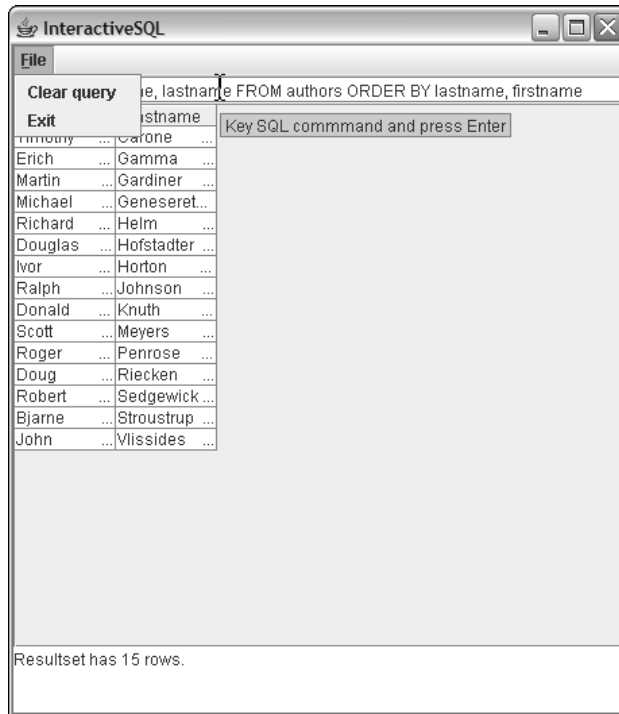 InteractiveSQL
File
Clear query
Exit
e, lastname FROM authors ORDER BY lastname, firstname
stname
Key SQL commmand and press Enter
Timothy ... Carone ...
Erich ... Gamma ...
Martin ... Gardiner ...
Michael ... Geneseret...
Richard ... Helm ...
Douglas ... Hofstadter ...
Ivor ... Horton ...
Ralph ... Johnson ...
Donald ... Knuth ...
Scott ... Meyers ...
Roger ... Penrose ...
Doug ... Riecken ...
Robert ... Sedgewick ...
Bjarne ... Stroustrup ...
John ... Vlissides ...
Resultset has 15 rows.